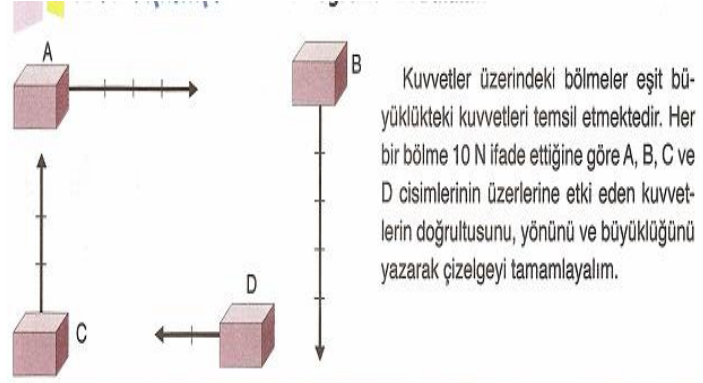 A
B
Kuvvetler üzerindeki bölmeler eşit bü-
yüklükteki kuvvetleri temsil etmektedir. Her
bir bölme 10 N ifade ettiğine göre A, B, C ve
D cisimlerinin üzerlerine etki eden kuvvet-
lerin doğrultusunu, yönünü ve büyüklüğünü
yazarak çizelgeyi tamamlayalım.
D
C